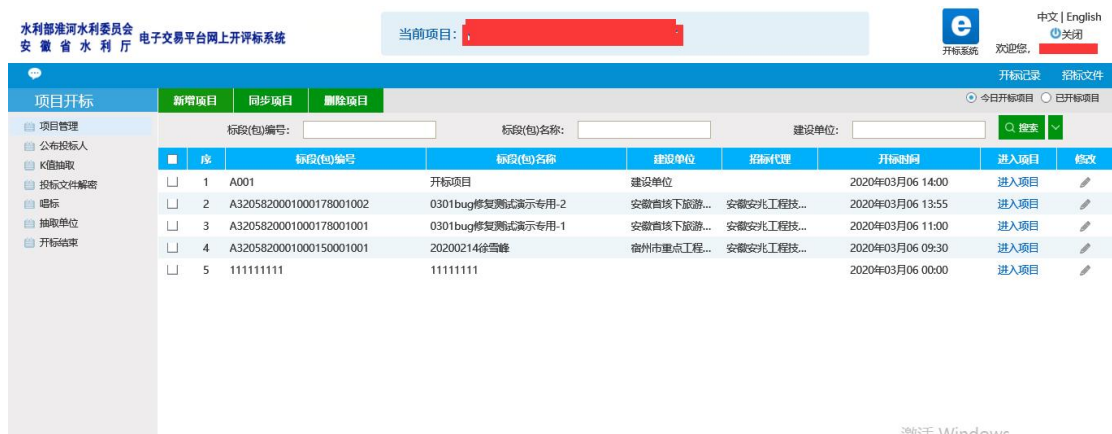 水利部淮河水利委员会
安徽省水利厅 电子交易平台网上开评标系统
当前项目：
开标系统
中文 | English
关闭
欢迎您,
开标记录 招标文件
项目开标
新增项目 同步项目 删除项目
今日开标项目 已开标项目
项目管理
公布投标人
K值抽取
投标文件解密
唱标
抽取单位
开标结束
标段(包)编号: 标段(包)名称: 建设单位: 搜索
序 标段(包)编号 标段(包)名称 建设单位 招标代理 开标时间 进入项目 修改
1 A001 开标项目 建设单位 2020年03月06 14:00 进入项目
2 A3205820001000178001002 0301bug修复测试演示专用-2 安徽省垓下旅游... 安徽安兆工程技... 2020年03月06 13:55 进入项目
3 A3205820001000178001001 0301bug修复测试演示专用-1 安徽省垓下旅游... 安徽安兆工程技... 2020年03月06 11:00 进入项目
4 A3205820001000150001001 20200214徐雪峰 宿州市重点工程... 安徽安兆工程技... 2020年03月06 09:30 进入项目
5 111111111 11111111 2020年03月06 00:00 进入项目
激活 Windows